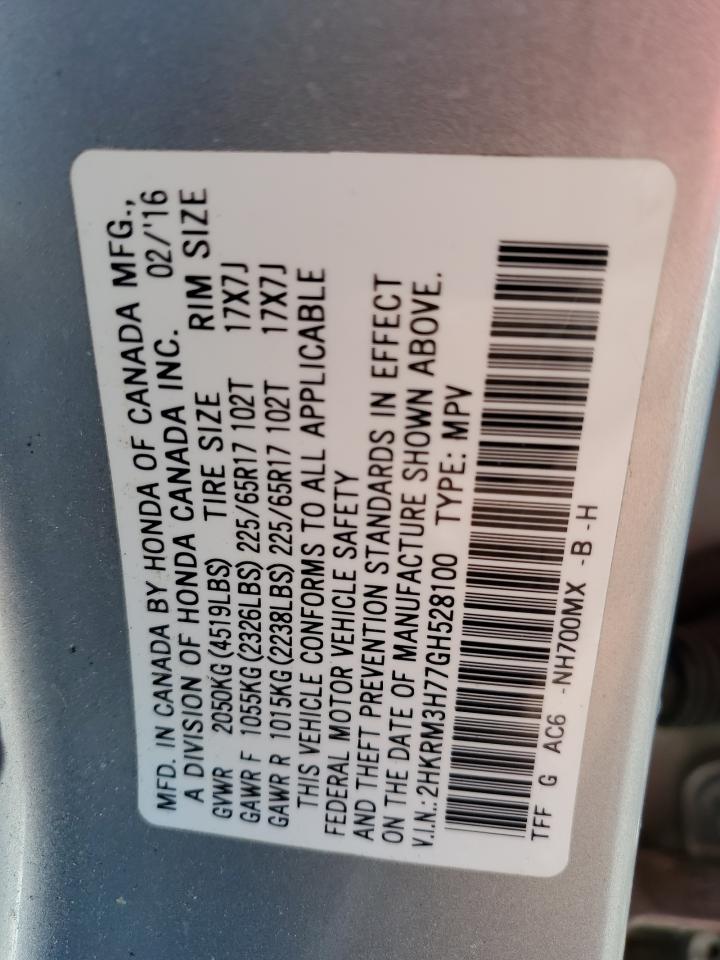 MFD. IN CANADA BY HONDA OF CANADA MFG.,
A DIVISION OF HONDA CANADA INC. 02/'16
GVWR 2050KG (4519LBS) TIRE SIZE RIM SIZE
GAWR F 1055KG (2326LBS) 225/65R17 102T 17X7J
GAWR R 1015KG (2238LBS) 225/65R17 102T 17X7J
THIS VEHICLE CONFORMS TO ALL APPLICABLE
FEDERAL MOTOR VEHICLE SAFETY
AND THEFT PREVENTION STANDARDS IN EFFECT
ON THE DATE OF MANUFACTURE SHOWN ABOVE.
V.I.N.: 2HKRM3H77GH528100 TYPE: MPV
TFF G AC6 -NH700MX -B -H